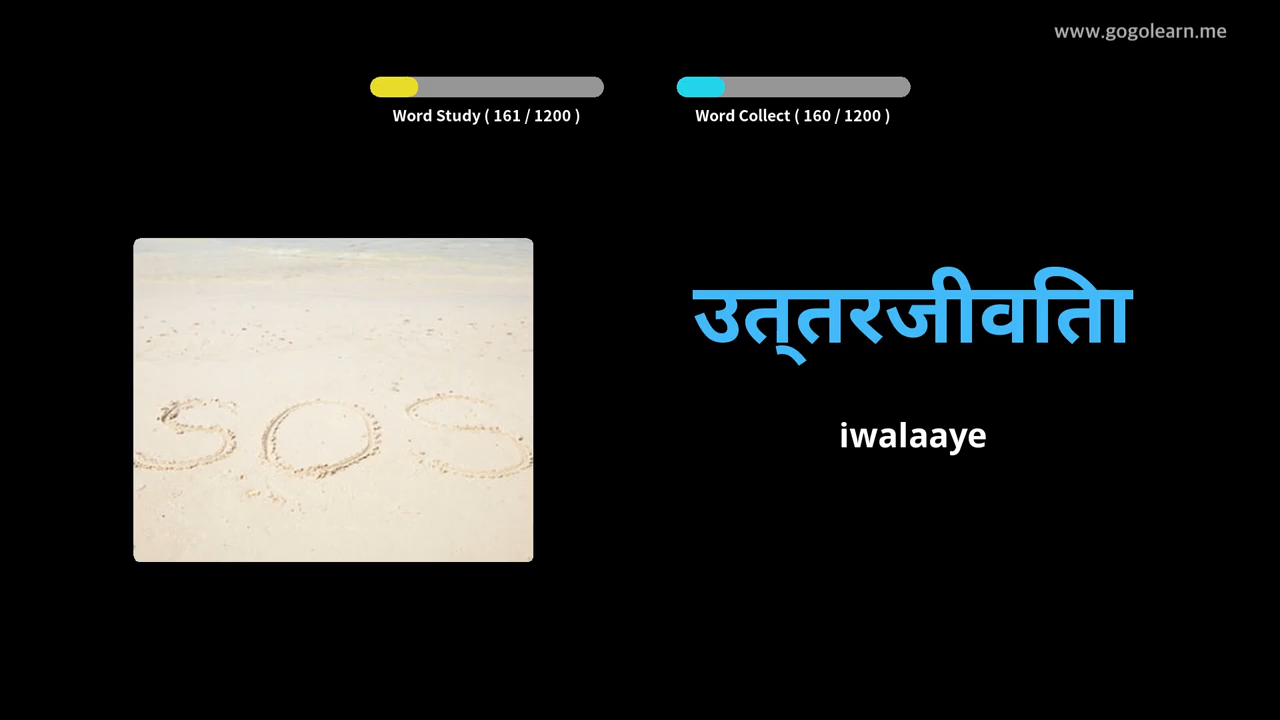 www.gogolearn.me
Word Study ( 161 / 1200 )
Word Collect ( 160 / 1200 )
उत्तरजीविता
iwalaaye
SOS